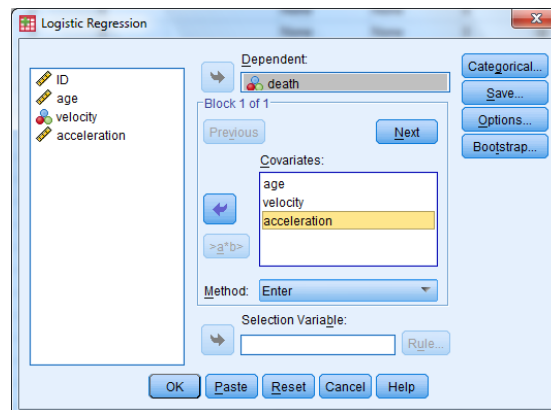 Logistic Regression
ID
age
velocity
acceleration
Dependent:
death
Block 1 of 1
Previous
Next
Covariates:
age
velocity
acceleration
>a*b>
Method: Enter
Selection Variable:
Rule...
Categorical...
Save...
Options...
Bootstrap...
OK Paste Reset Cancel Help